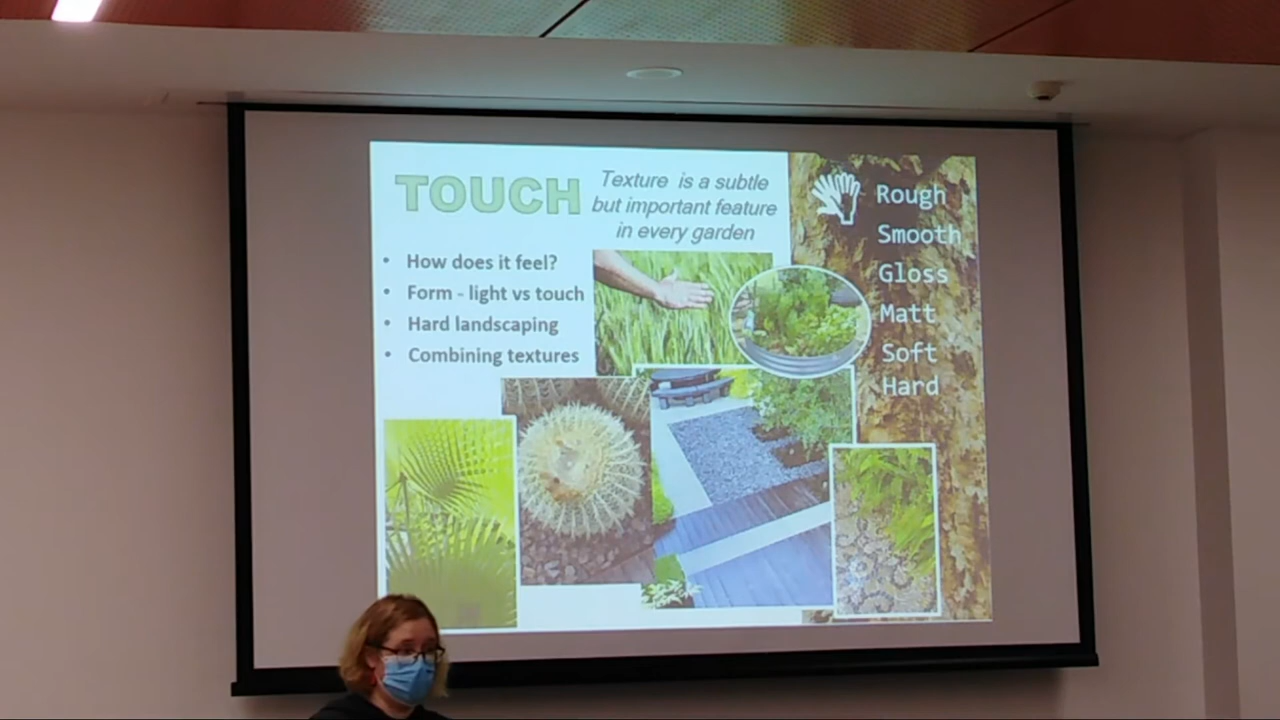 TOUCH
Texture is a subtle
but important feature
in every garden
• How does it feel?
• Form - light vs touch
• Hard landscaping
• Combining textures
Rough
Smooth
Gloss
Matt
Soft
Hard